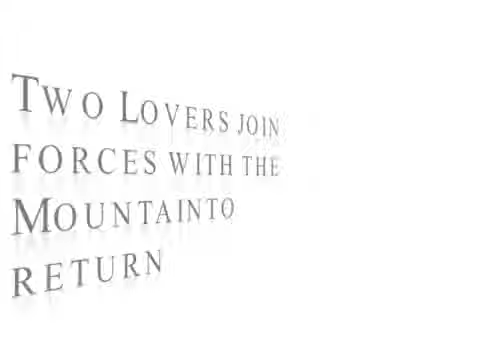 TWO LOVERS JOIN
FORCES WITH THE
MOUNTAINTO
RETURN